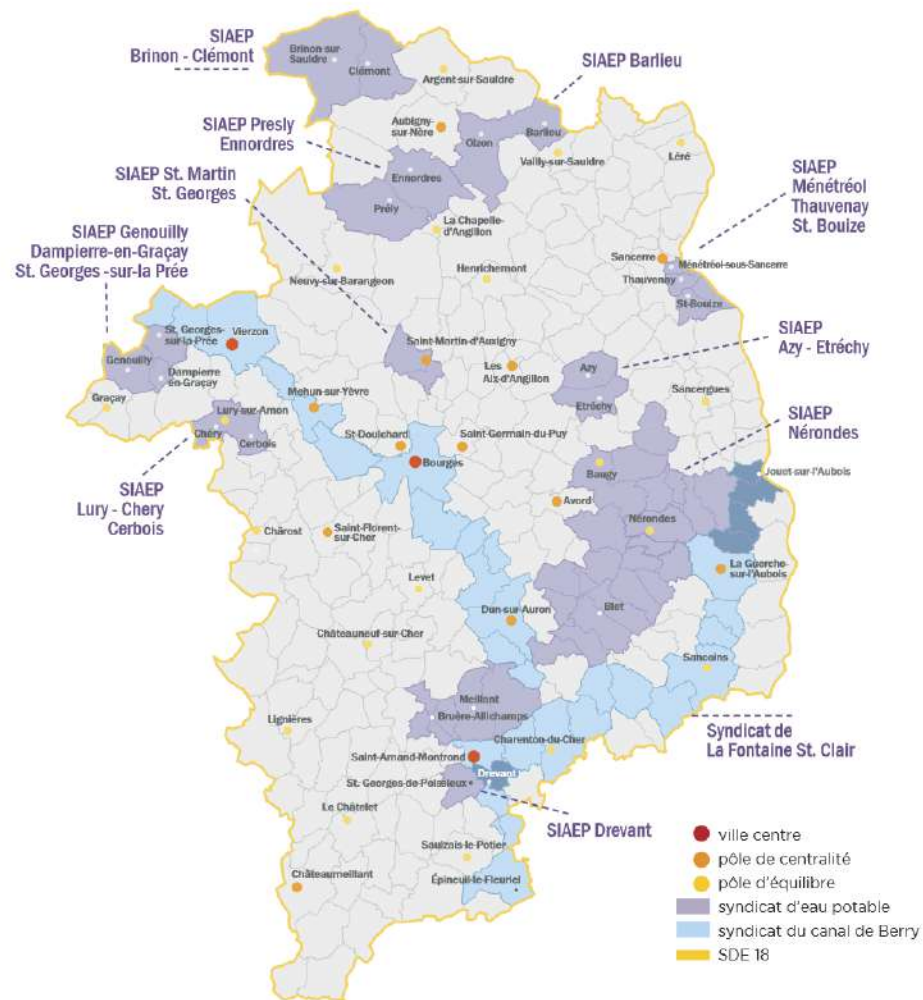 SIAEP
Brinon - Clémont
Brinon-sur
Sauldre
Clémont
Argent-sur-Sauldre
SIAEP Barlieu
SIAEP Presly
Ennordres
Aubigny
-sur-Nère
Oizon
Barlieu
Vailly-sur-Sauldre
Léré
SIAEP St. Martin
St. Georges
Ennordres
Prély
SIAEP
Ménétréol
Thauvenay
St. Bouize
SIAEP Genouilly
Dampierre-en-Graçay
St. Georges -sur-la Prée
La Chapelle-
d'Angillon
Neuvy-sur-Barangeon
Henrichemont
Sancerre
Ménétréol-sous-Sancerre
Thauvenay
St-Bouize
St. Georges-
sur-la-Prée
Vierzon
Genouilly
Dampierre
en-Graçay
Graçay
Saint-Martin-d'Auxigny
Les
Aix-d'Angillon
SIAEP
Azy - Etréchy
Azy
Etréchy
Sancergues
Mehun-sur-Yèvre
Lury-sur-Arnon
Chéry
Cerbois
SIAEP
Lury - Chery
Cerbois
St-Doulchard
Saint-Germain-du-Puy
Bourges
SIAEP
Nérondes
Baugy
Jouet-sur-l'Aubois
Avord
Nérondes
Chârost
Saint-Florent-
sur-Cher
La Guerche-
sur-l'Aubois
Levet
Dun-sur-Auron
Blet
Châteauneuf-sur-Cher
Sancoins
Meillant
Bruère-Allichamps
Lignières
Charenton-du-Cher
Syndicat de
La Fontaine St. Clair
Saint-Amand-Montrond
Drevant
St. Georges-de-Poisieux
SIAEP Drevant
Le Châtelet
Saulzais-le-Potier
Châteaumeillant
Épineuil-le-Fleuriel
ville centre
pôle de centralité
pôle d'équilibre
syndicat d'eau potable
syndicat du canal de Berry
SDE 18